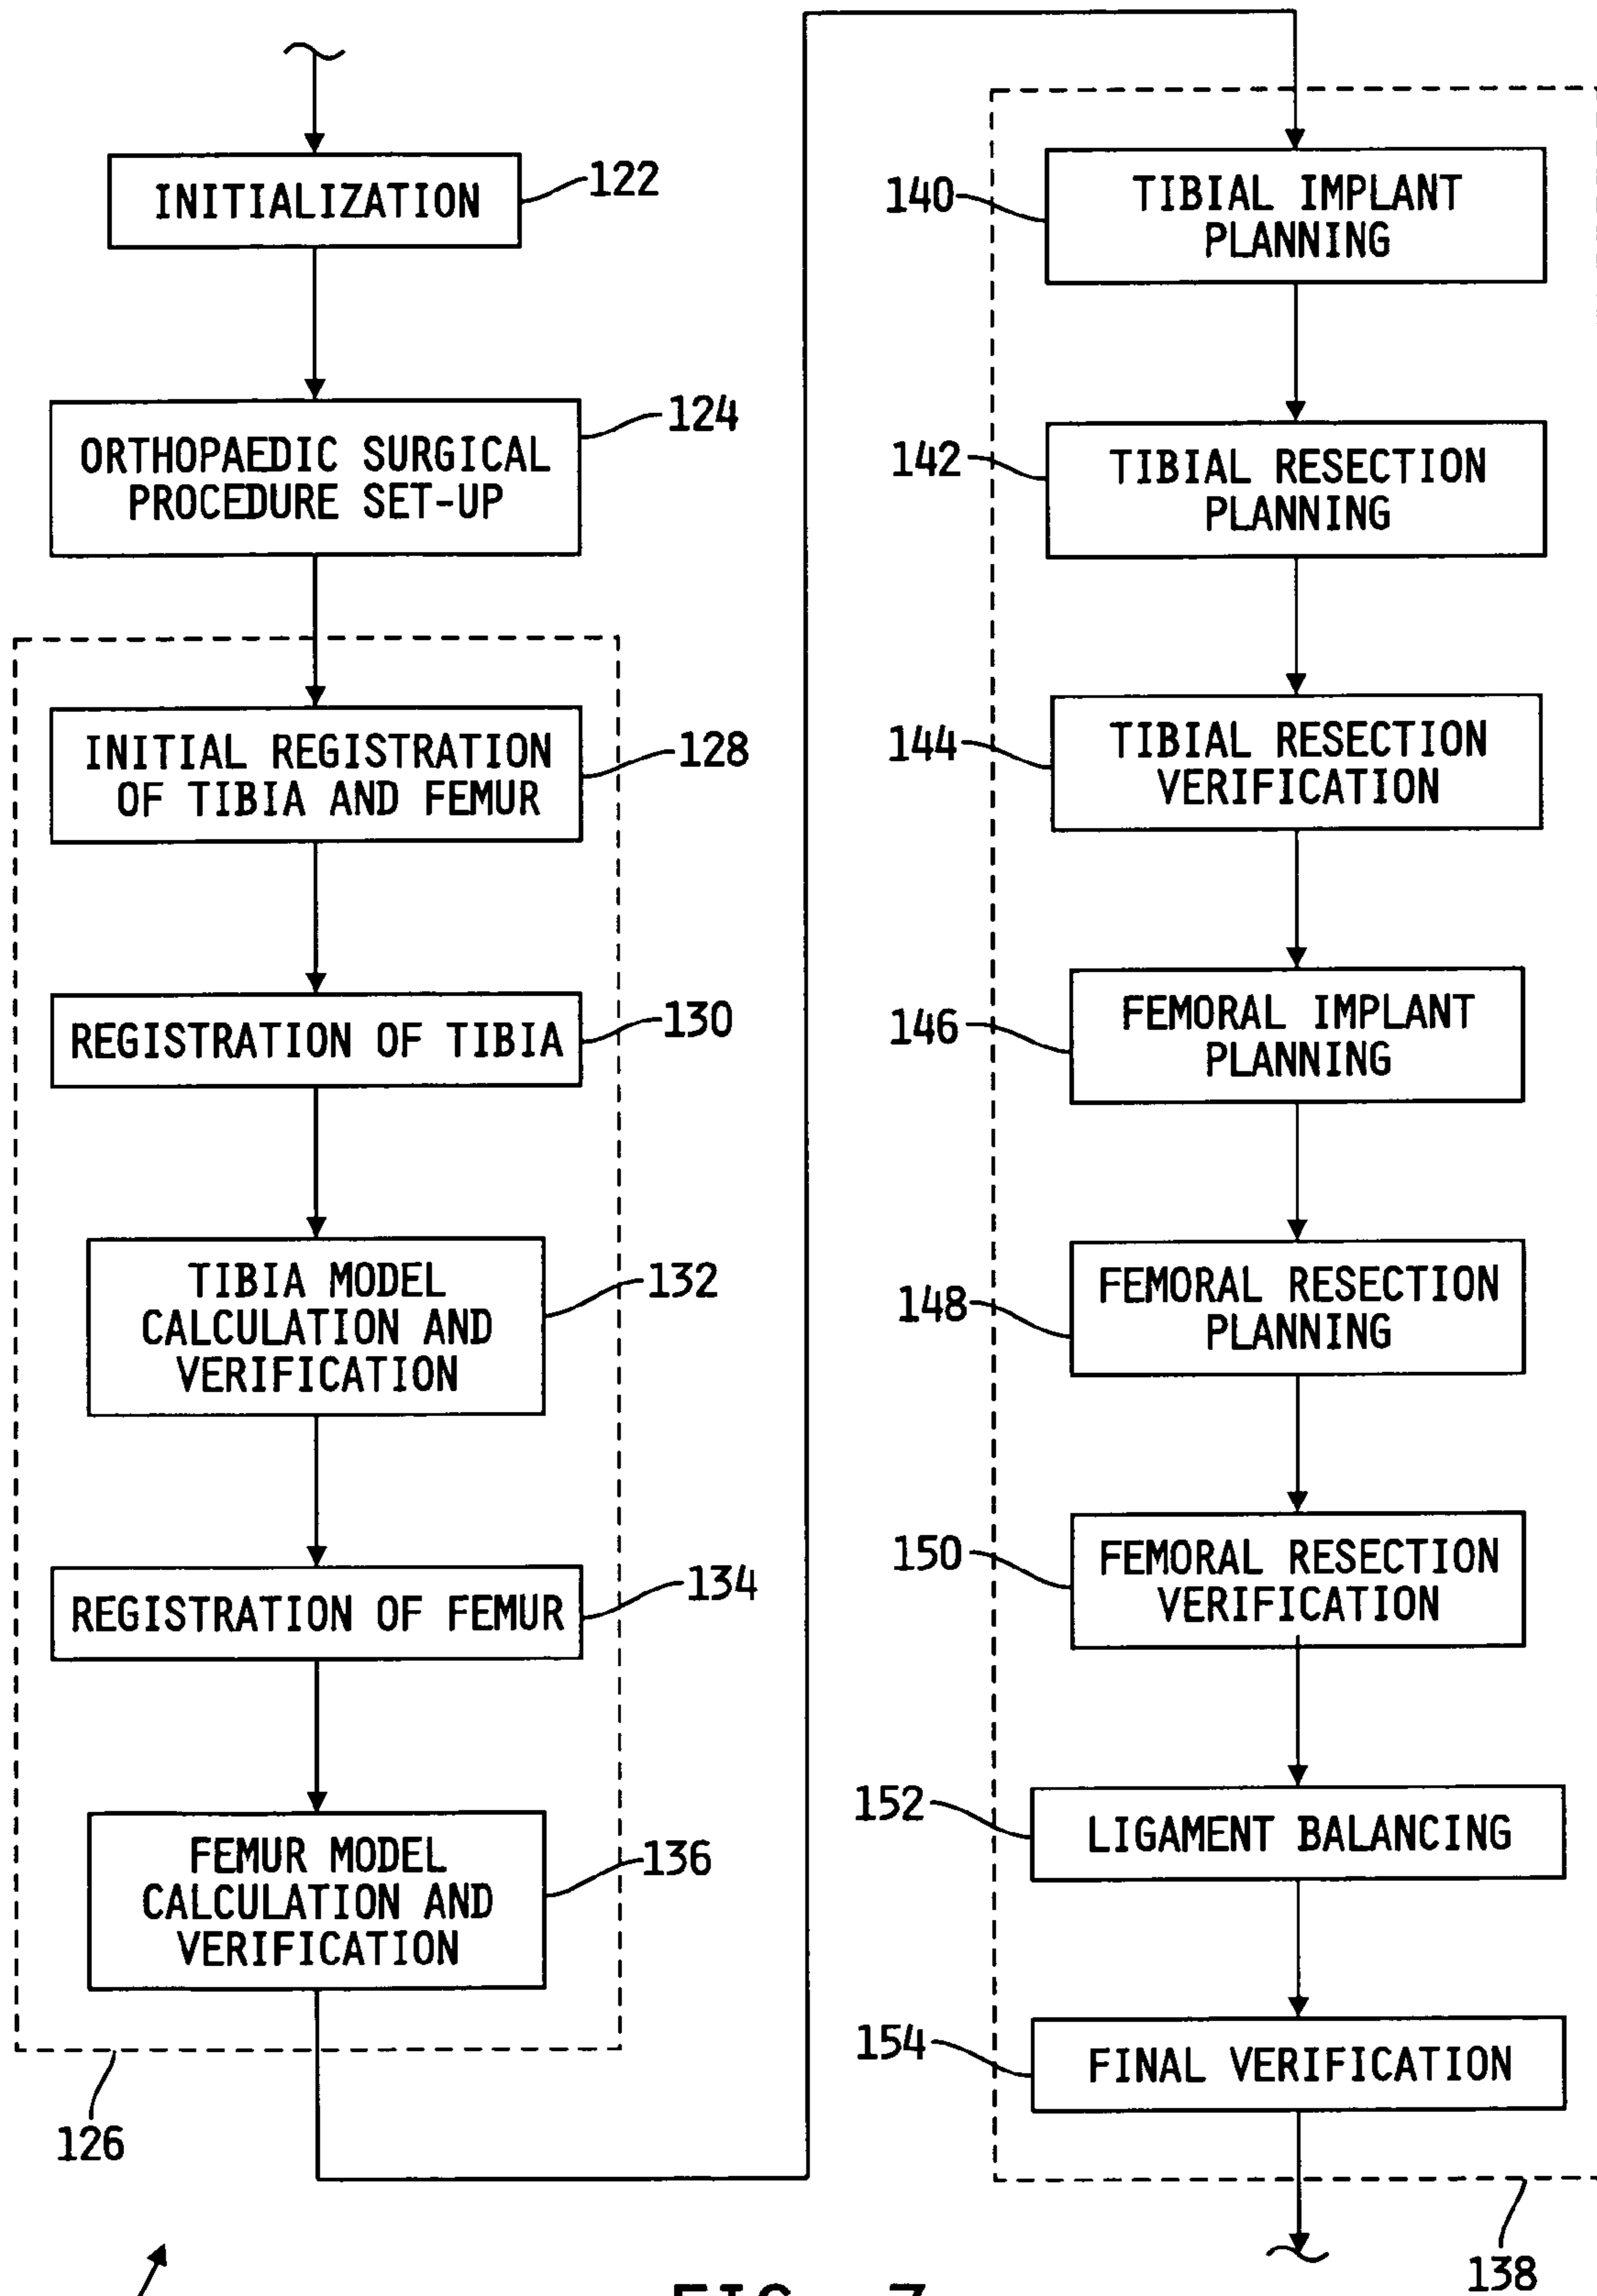 INITIALIZATION
122
ORTHOPAEDIC SURGICAL
PROCEDURE SET-UP
124
INITIAL REGISTRATION
OF TIBIA AND FEMUR
128
REGISTRATION OF TIBIA
130
TIBIA MODEL
CALCULATION AND
VERIFICATION
132
REGISTRATION OF FEMUR
134
FEMUR MODEL
CALCULATION AND
VERIFICATION
136
126
140
TIBIAL IMPLANT
PLANNING
142
TIBIAL RESECTION
PLANNING
144
TIBIAL RESECTION
VERIFICATION
146
FEMORAL IMPLANT
PLANNING
148
FEMORAL RESECTION
PLANNING
150
FEMORAL RESECTION
VERIFICATION
152
LIGAMENT BALANCING
154
FINAL VERIFICATION
138
FIG. 7